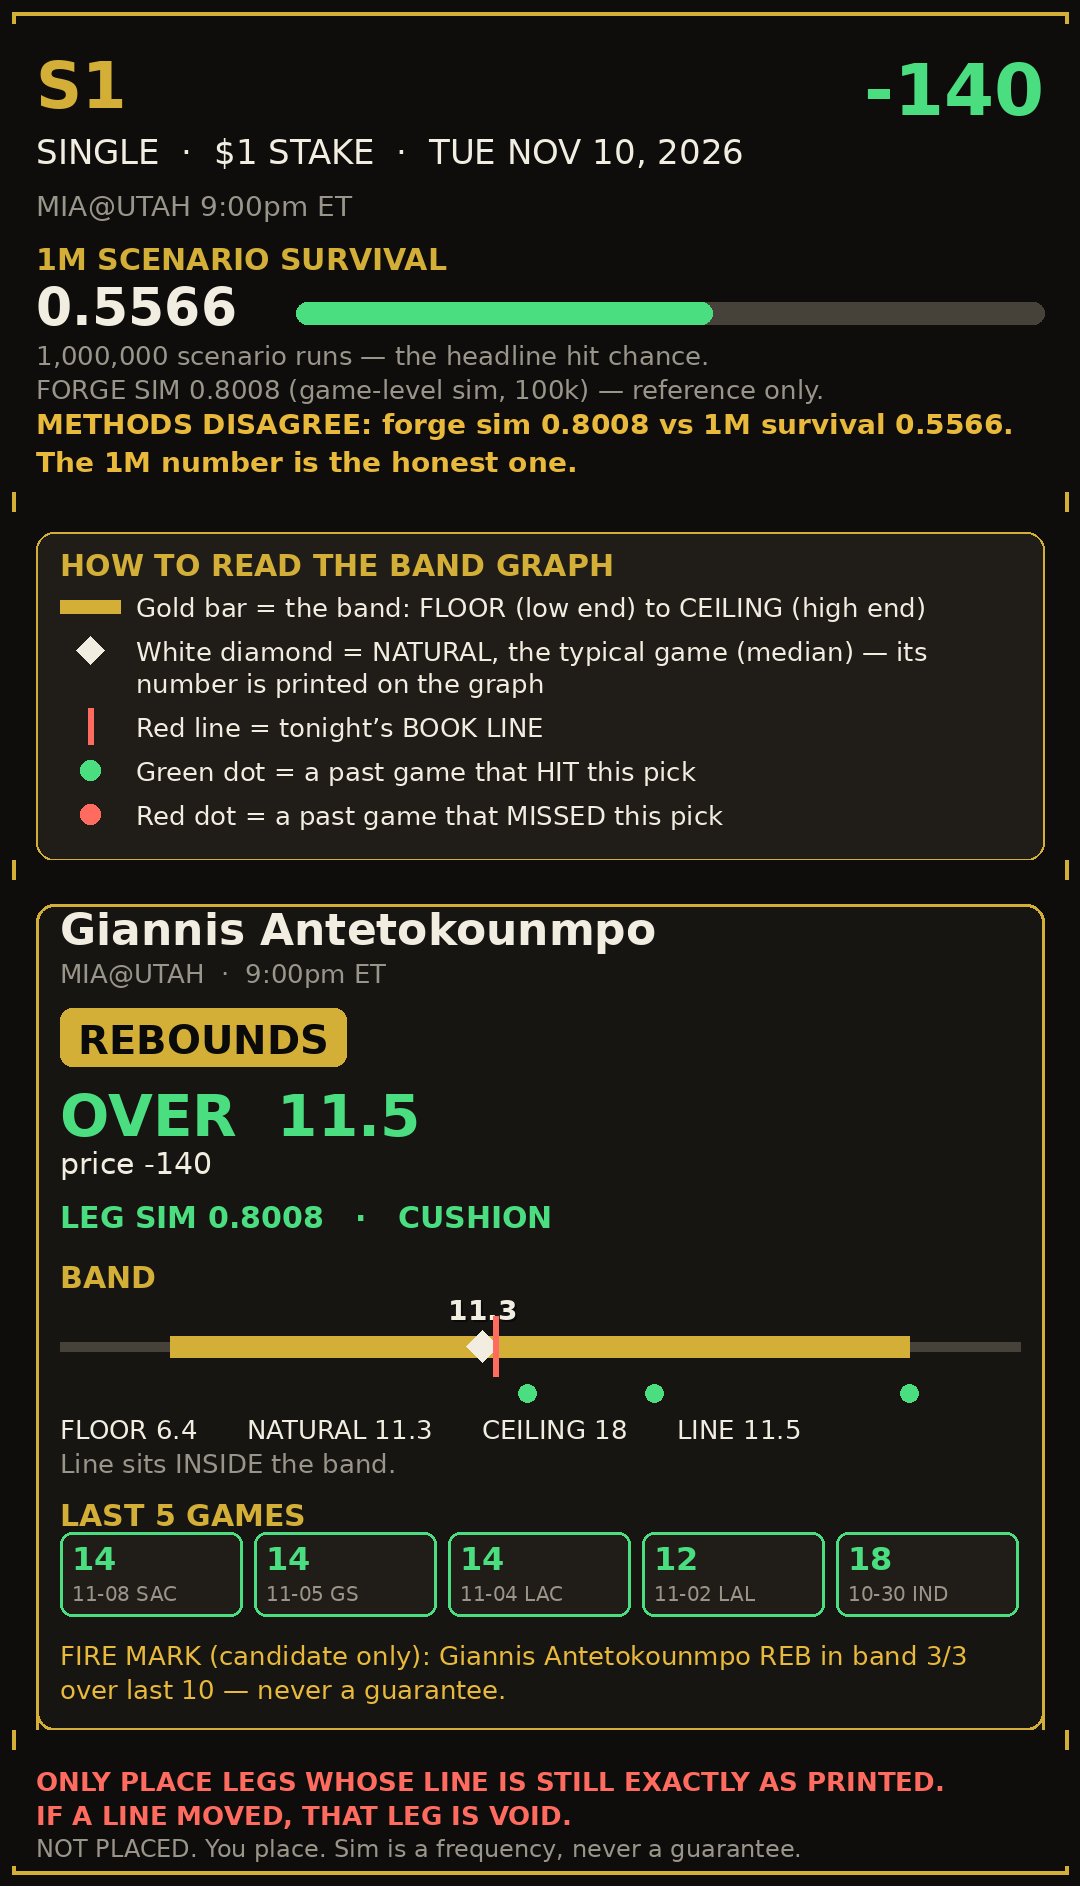 S1
-140
SINGLE · $1 STAKE · TUE NOV 10, 2026
MIA@UTAH 9:00pm ET
1M SCENARIO SURVIVAL
0.5566
1,000,000 scenario runs — the headline hit chance.
FORGE SIM 0.8008 (game-level sim, 100k) — reference only.
METHODS DISAGREE: forge sim 0.8008 vs 1M survival 0.5566.
The 1M number is the honest one.
HOW TO READ THE BAND GRAPH
Gold bar = the band: FLOOR (low end) to CEILING (high end)
White diamond = NATURAL, the typical game (median) — its
number is printed on the graph
Red line = tonight’s BOOK LINE
Green dot = a past game that HIT this pick
Red dot = a past game that MISSED this pick
Giannis Antetokounmpo
MIA@UTAH · 9:00pm ET
REBOUNDS
OVER 11.5
price -140
LEG SIM 0.8008 · CUSHION
BAND
11.3
FLOOR 6.4 NATURAL 11.3 CEILING 18 LINE 11.5
Line sits INSIDE the band.
LAST 5 GAMES
14 14 14 12 18
11-08 SAC 11-05 GS 11-04 LAC 11-02 LAL 10-30 IND
FIRE MARK (candidate only): Giannis Antetokounmpo REB in band 3/3
over last 10 — never a guarantee.
ONLY PLACE LEGS WHOSE LINE IS STILL EXACTLY AS PRINTED.
IF A LINE MOVED, THAT LEG IS VOID.
NOT PLACED. You place. Sim is a frequency, never a guarantee.